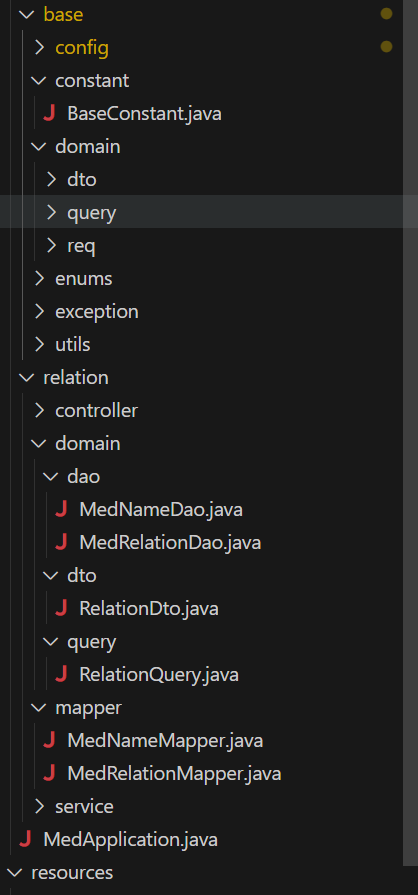 base
config
constant
J BaseConstant.java
domain
dto
query
req
enums
exception
utils
relation
controller
domain
dao
J MedNameDao.java
J MedRelationDao.java
dto
J RelationDto.java
query
J RelationQuery.java
mapper
J MedNameMapper.java
J MedRelationMapper.java
service
J MedApplication.java
resources